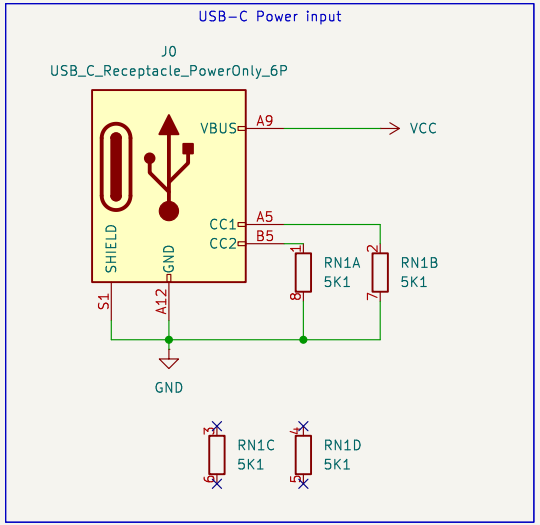 USB-C Power input
J0
USB_C_Receptacle_PowerOnly_6P
VBUS
A9
VCC
CC1
A5
CC2
B5
SHIELD
GND
S1
A12
1
8
RN1A
5K1
2
7
RN1B
5K1
GND
3
6
RN1C
5K1
4
5
RN1D
5K1